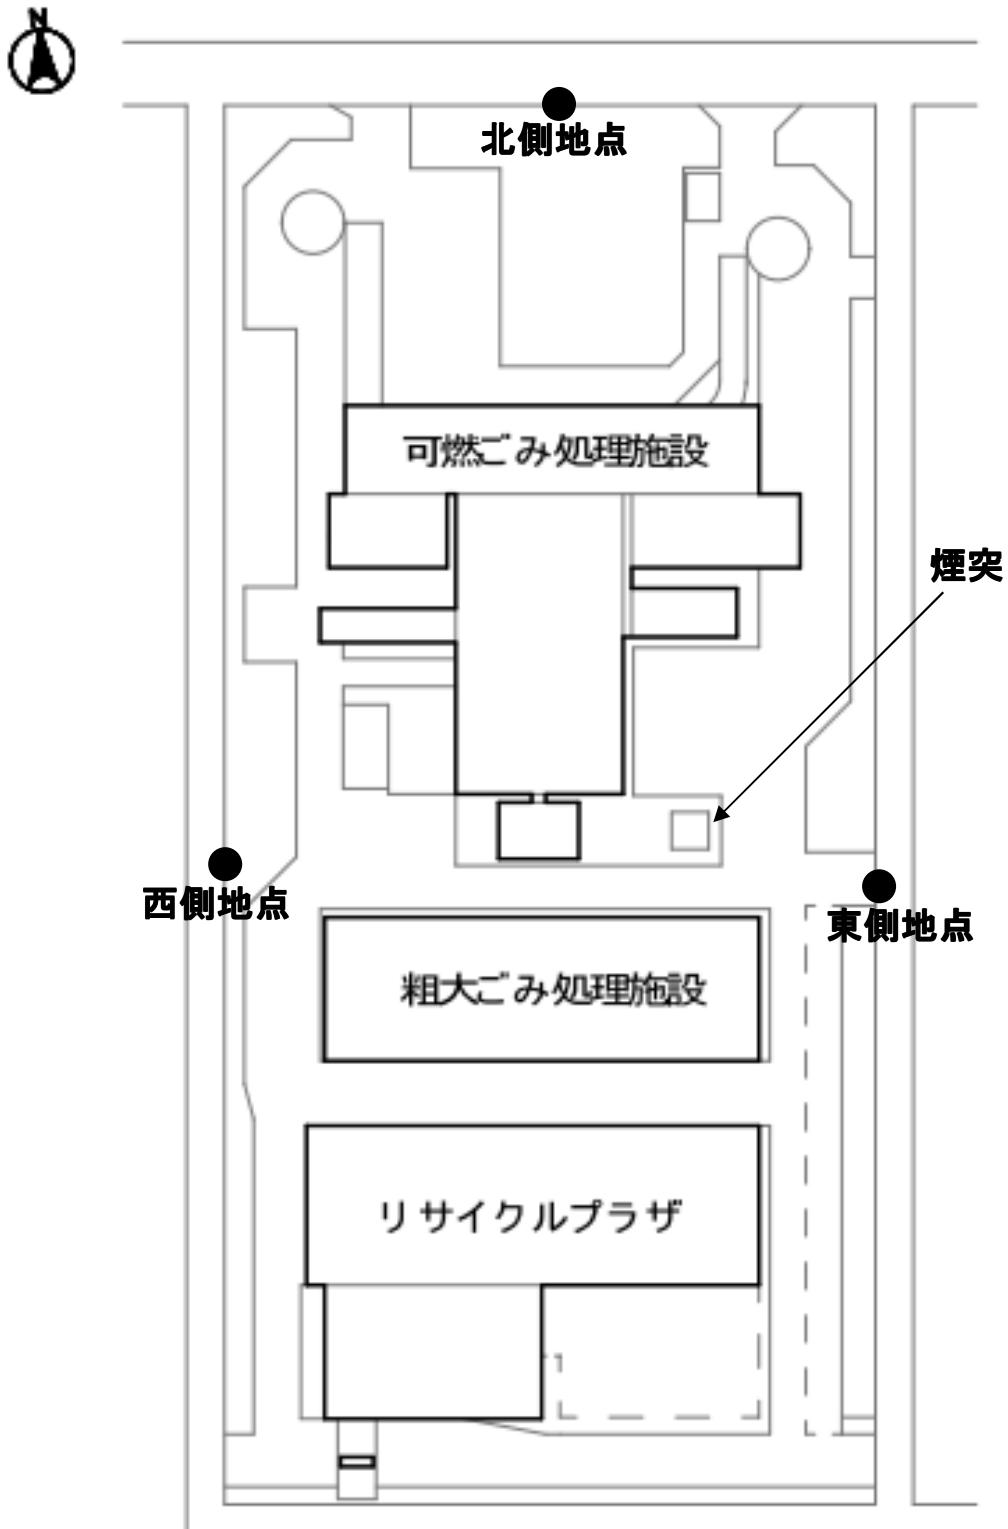 N
北側地点
可燃ごみ処理施設
煙突
西側地点
東側地点
粗大ごみ処理施設
リサイクルプラザ